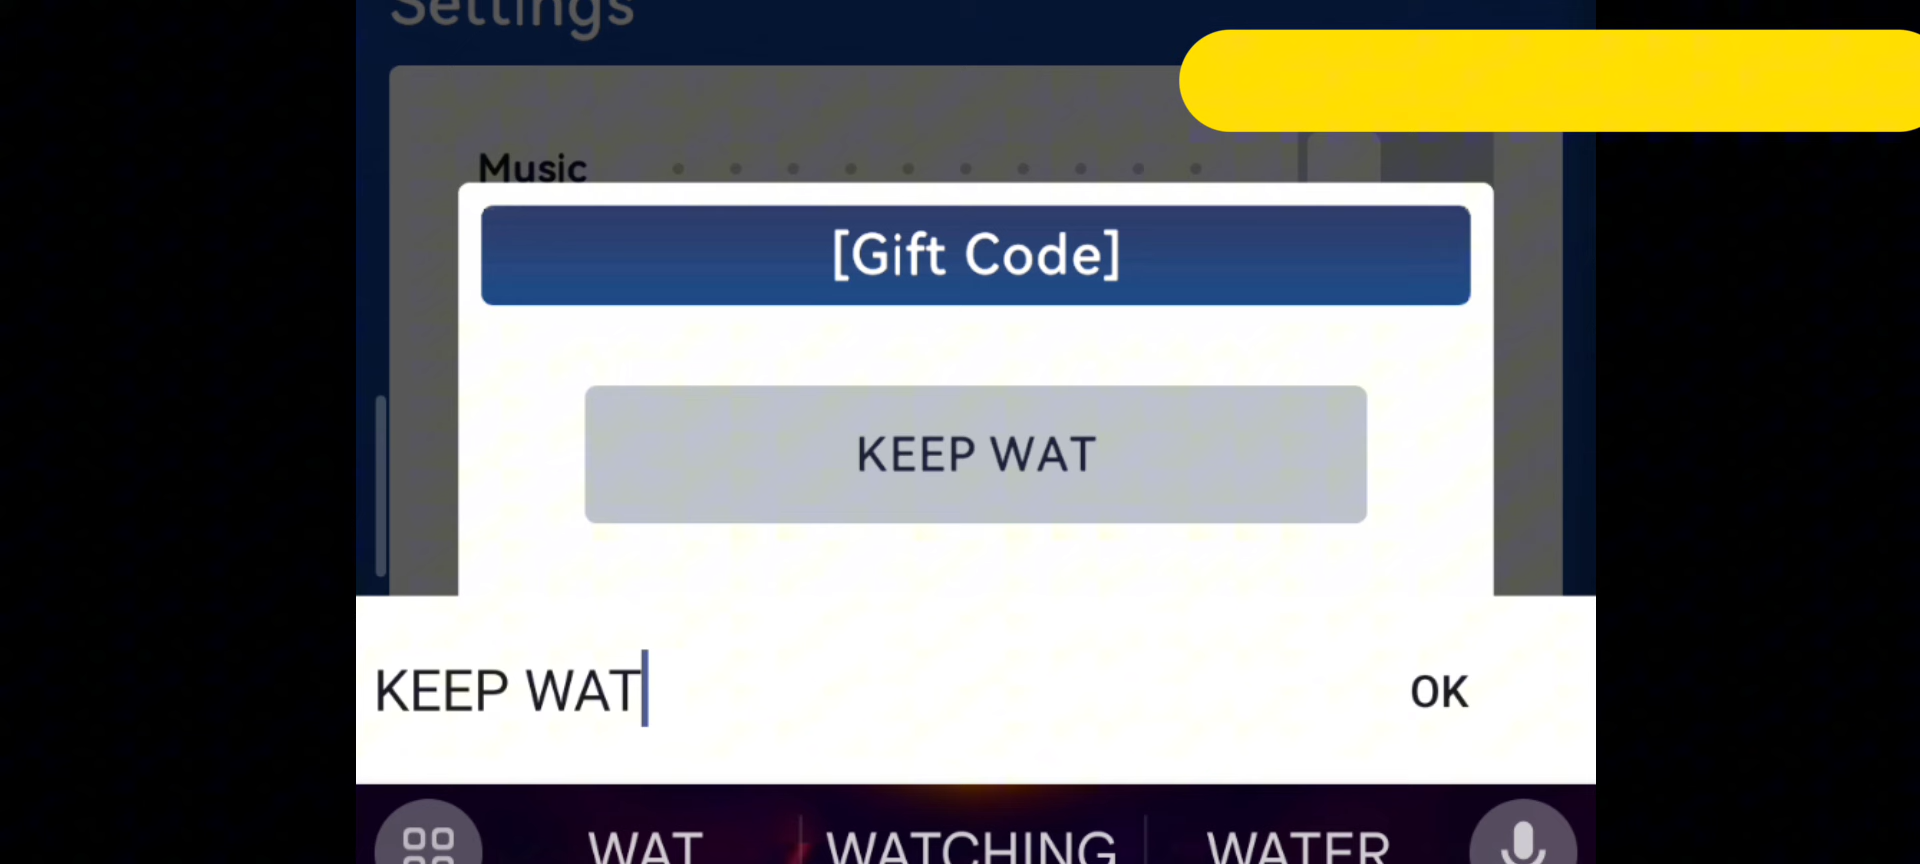 Settings
Music
[Gift Code]
KEEP WAT
KEEP WAT
OK
WAT
WATCHING
WATER